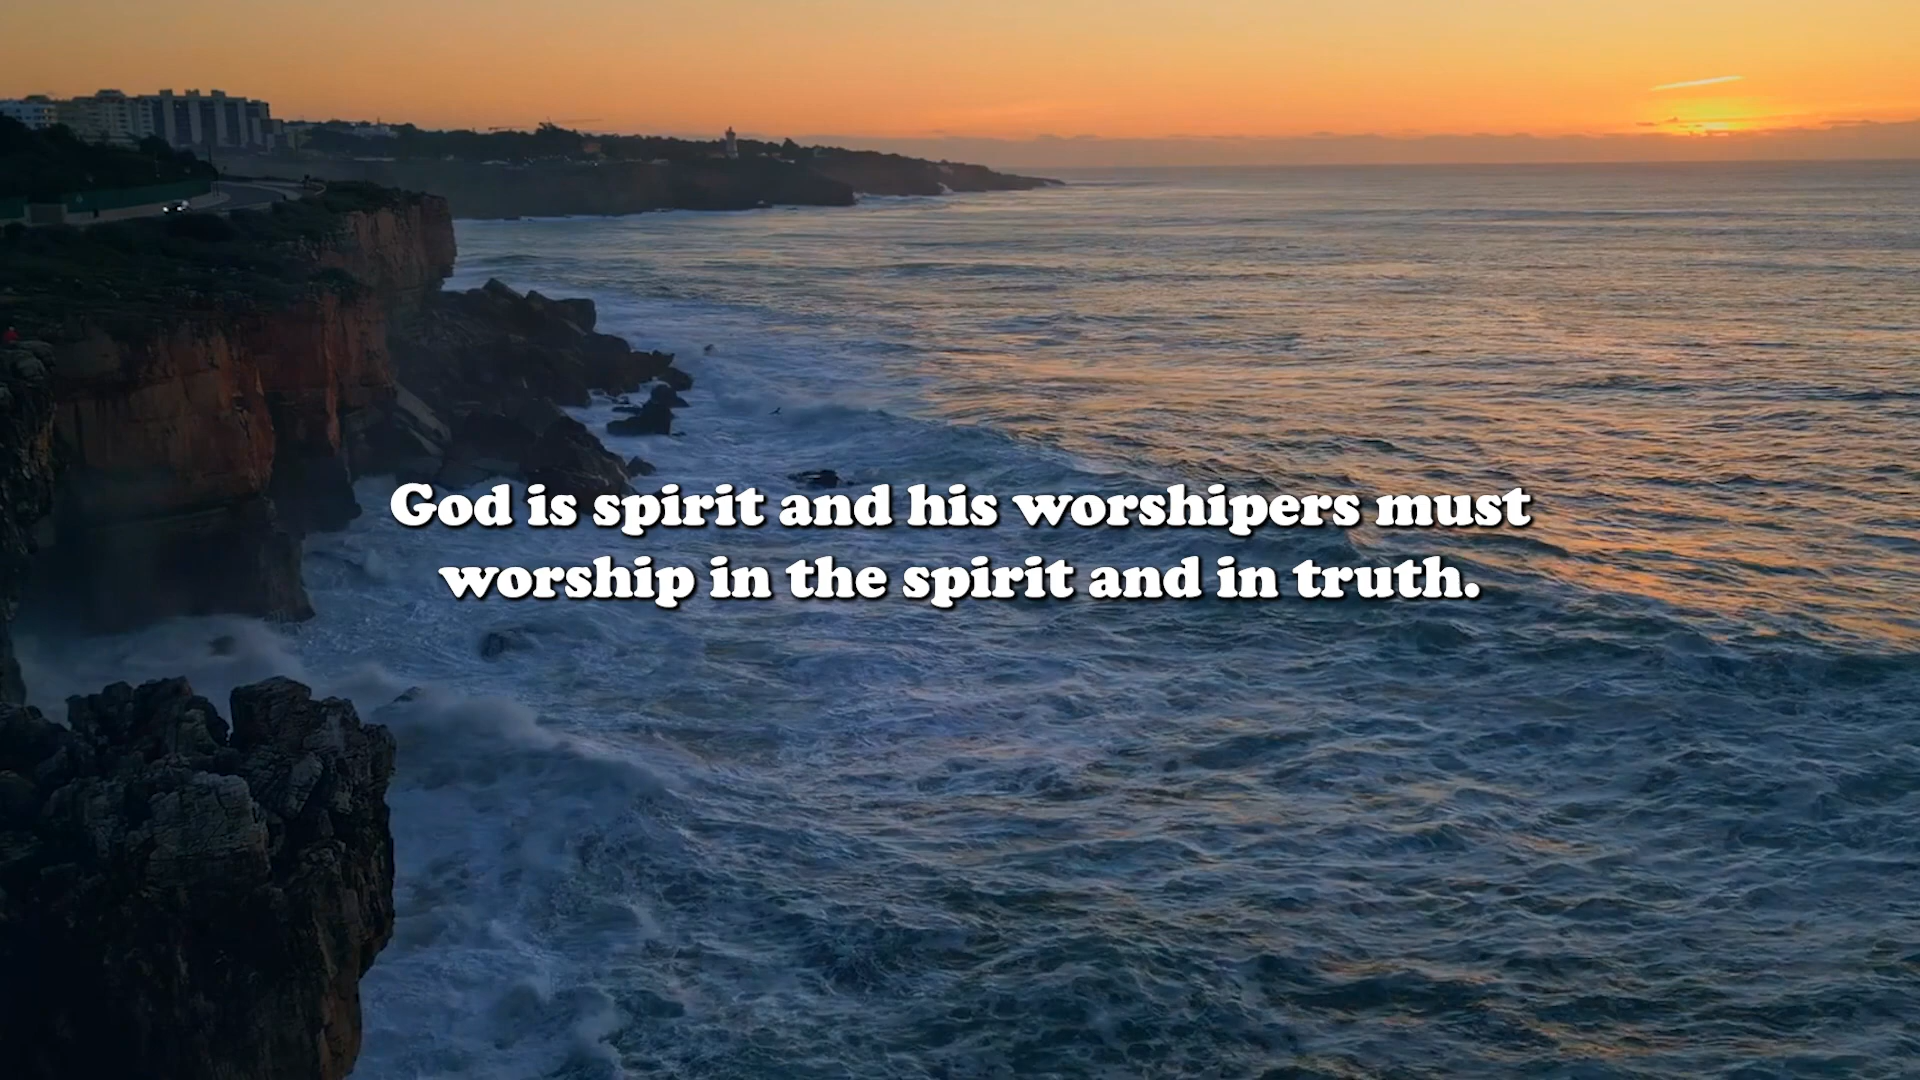 God is spirit and his worshipers must
worship in the spirit and in truth.